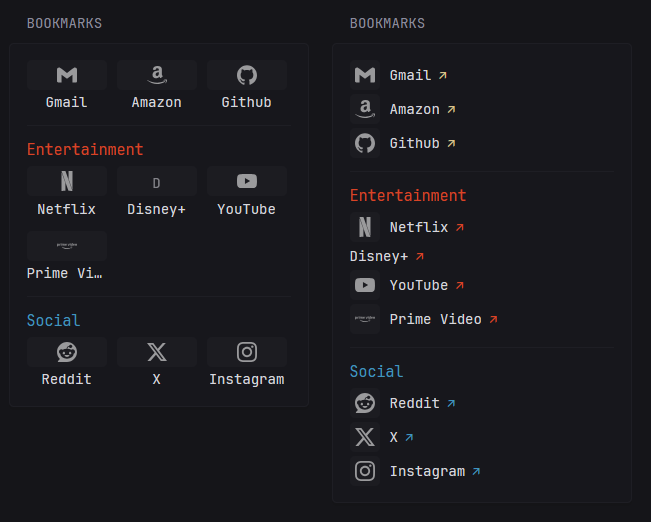 BOOKMARKS
Gmail Amazon Github
Entertainment
D
Netflix Disney+ YouTube
prime video
Prime Vi…
Social
Reddit X Instagram
BOOKMARKS
Gmail ↗
Amazon ↗
Github ↗
Entertainment
Netflix ↗
Disney+ ↗
YouTube ↗
prime video Prime Video ↗
Social
Reddit ↗
X ↗
Instagram ↗